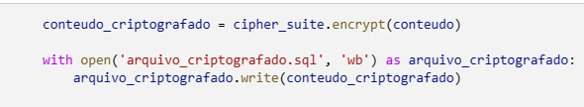 conteudo_criptografado = cipher_suite.encrypt(conteudo)
with open('arquivo_criptografado.sql', 'wb') as arquivo_criptografado:
arquivo_criptografado.write(conteudo_criptografado)